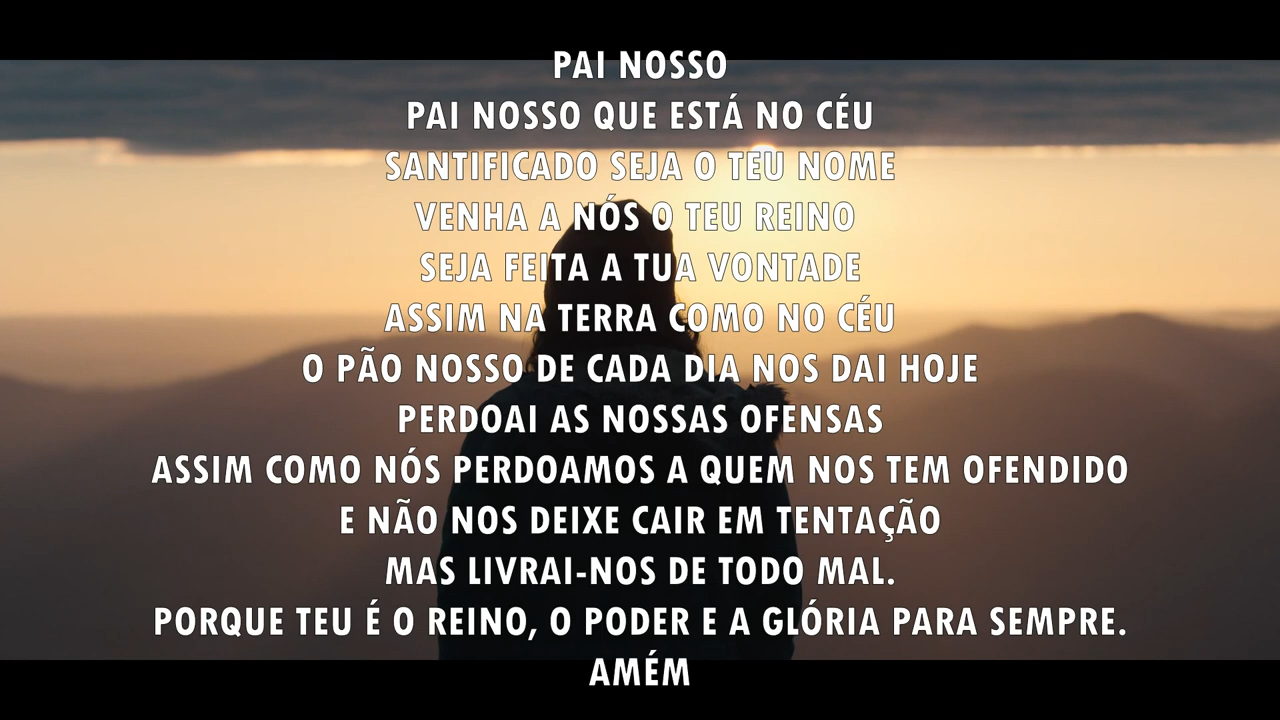 PAI NOSSO
PAI NOSSO QUE ESTÁ NO CÉU
SANTIFICADO SEJA O TEU NOME
VENHA A NÓS O TEU REINO
SEJA FEITA A TUA VONTADE
ASSIM NA TERRA COMO NO CÉU
O PÃO NOSSO DE CADA DIA NOS DAI HOJE
PERDOAI AS NOSSAS OFENSAS
ASSIM COMO NÓS PERDOAMOS A QUEM NOS TEM OFENDIDO
E NÃO NOS DEIXE CAIR EM TENTAÇÃO
MAS LIVRAI-NOS DE TODO MAL.
PORQUE TEU É O REINO, O PODER E A GLÓRIA PARA SEMPRE.
AMÉM